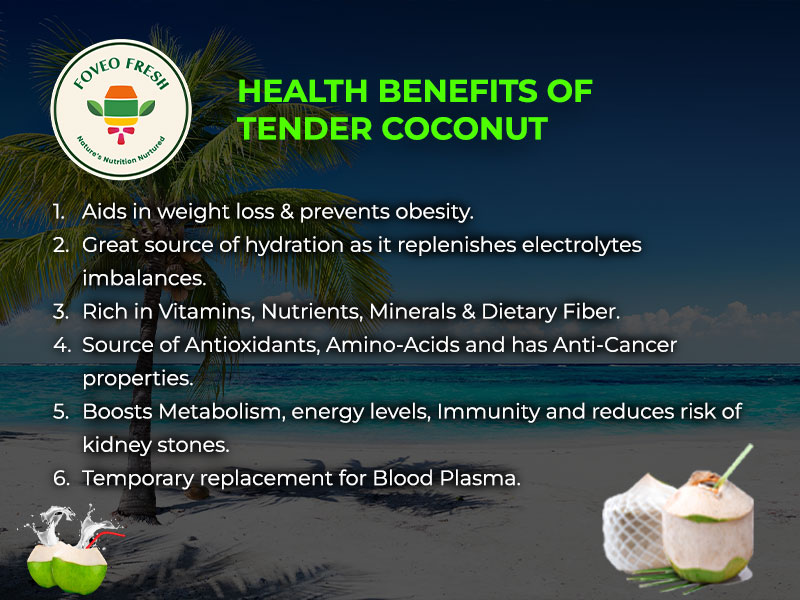 FOVEO FRESH
Nature's Nutrition Nurtured
HEALTH BENEFITS OF
TENDER COCONUT
1. Aids in weight loss & prevents obesity.
2. Great source of hydration as it replenishes electrolytes
imbalances.
3. Rich in Vitamins, Nutrients, Minerals & Dietary Fiber.
4. Source of Antioxidants, Amino-Acids and has Anti-Cancer
properties.
5. Boosts Metabolism, energy levels, Immunity and reduces risk of
kidney stones.
6. Temporary replacement for Blood Plasma.